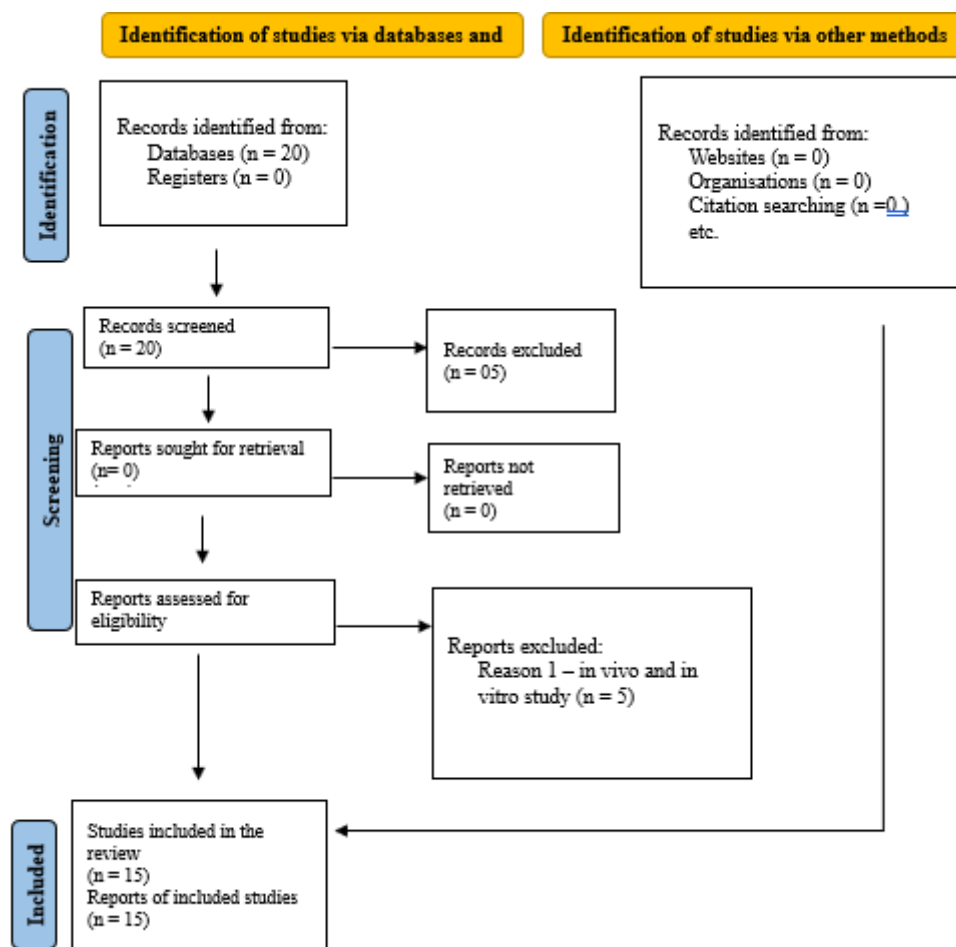 Identification of studies via databases and
Identification of studies via other methods
Identification
Records identified from:
Databases (n = 20)
Registers (n = 0)
Records identified from:
Websites (n = 0)
Organisations (n = 0)
Citation searching (n =0 )
etc.
Screening
Records screened
(n = 20)
Records excluded
(n = 05)
Reports sought for retrieval
(n= 0)
Reports not
retrieved
(n = 0)
Reports assessed for
eligibility
Reports excluded:
Reason 1 – in vivo and in
vitro study (n = 5)
Included
Studies included in the
review
(n = 15)
Reports of included studies
(n = 15)